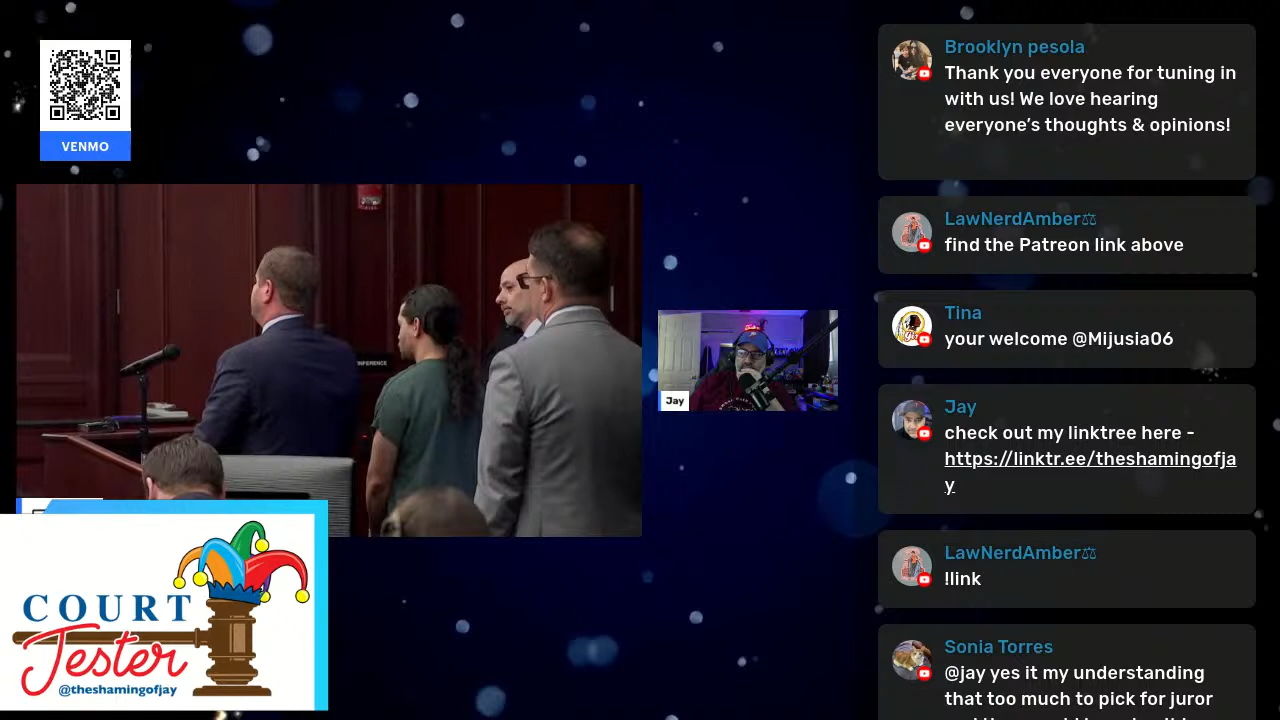 VENMO
INFERENCE
Jay
COURT
Jester
@theshamingofjay
Brooklyn pesola
Thank you everyone for tuning in
with us! We love hearing
everyone's thoughts & opinions!
LawNerdAmber⚖
find the Patreon link above
Tina
your welcome @Mijusia06
Jay
check out my linktree here -
https://linktr.ee/theshamingofja
y
LawNerdAmber⚖
!link
Sonia Torres
@jay yes it my understanding
that too much to pick for juror